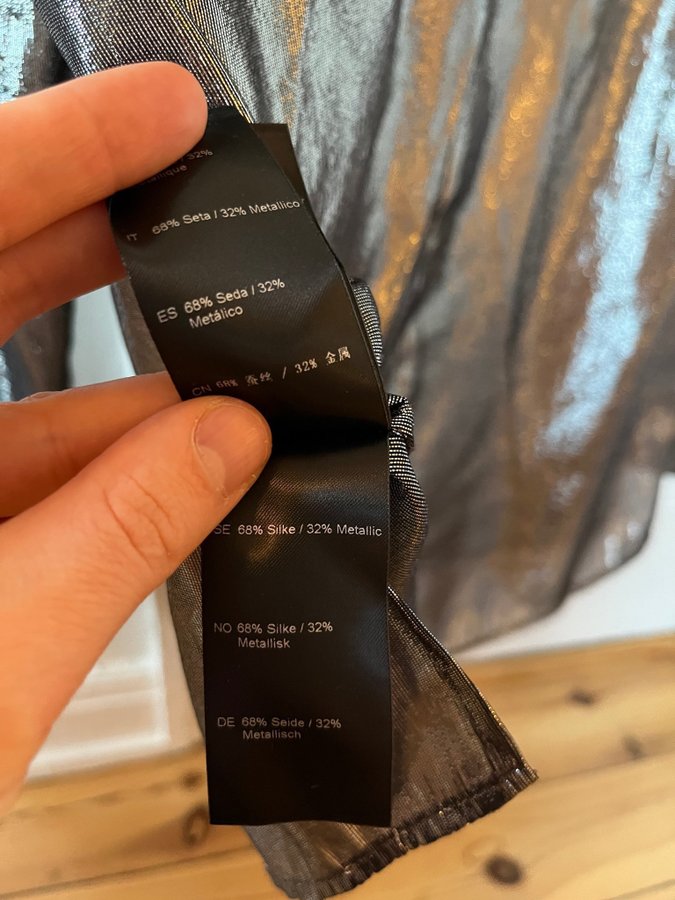 / 32%
IT 68% Seta / 32% Metallico
ES 68% Seda / 32%
Metálico
CN 68% 蚕丝 / 32% 金属
SE 68% Silke / 32% Metallic
NO 68% Silke / 32%
Metallisk
DE 68% Seide / 32%
Metallisch